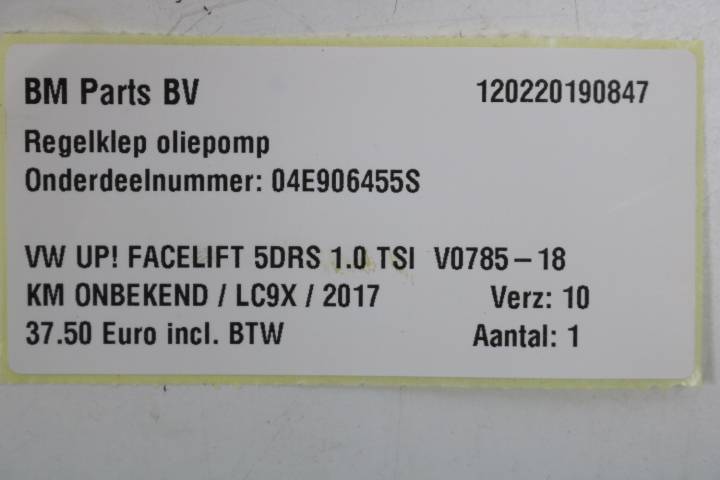 BM Parts BV 120220190847
Regelklep oliepomp
Onderdeelnummer: 04E906455S
VW UP! FACELIFT 5DRS 1.0 TSI V0785-18
KM ONBEKEND / LC9X / 2017 Verz: 10
37.50 Euro incl. BTW Aantal: 1